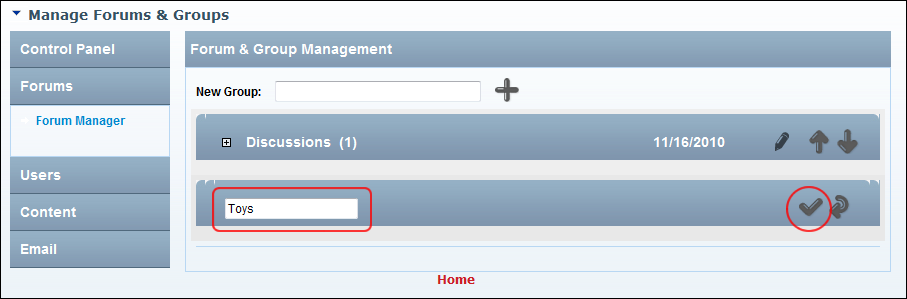 Manage Forums & Groups
Control Panel
Forums
Forum Manager
Users
Content
Email
Forum & Group Management
New Group:
Discussions (1) 11/16/2010
Toys
Home